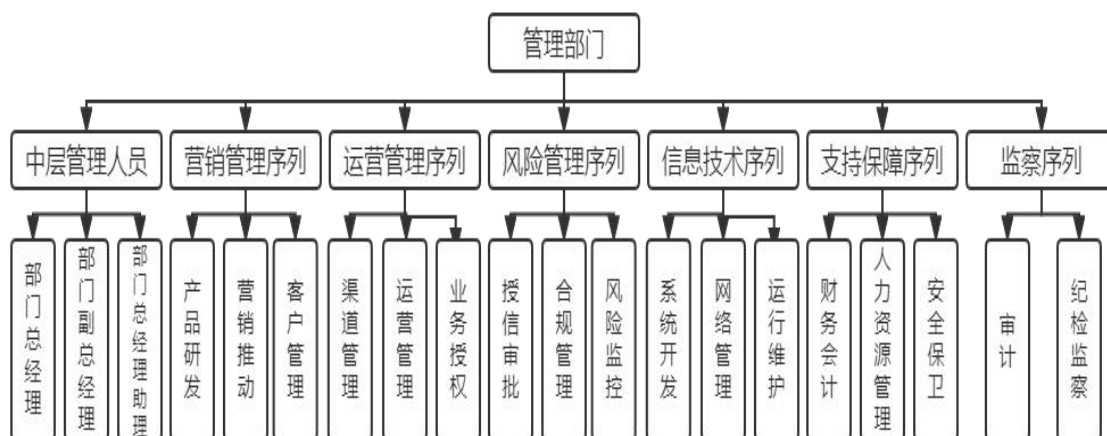 管理部门
中层管理人员
营销管理序列
运营管理序列
风险管理序列
信息技术序列
支持保障序列
监察序列
部门总经理
部门副总经理
部门总经理助理
产品研发
营销推动
客户管理
渠道管理
运营管理
业务授权
授信审批
合规管理
风险监控
系统开发
网络管理
运行维护
财务会计
人力资源管理
安全保卫
审计
纪检监察